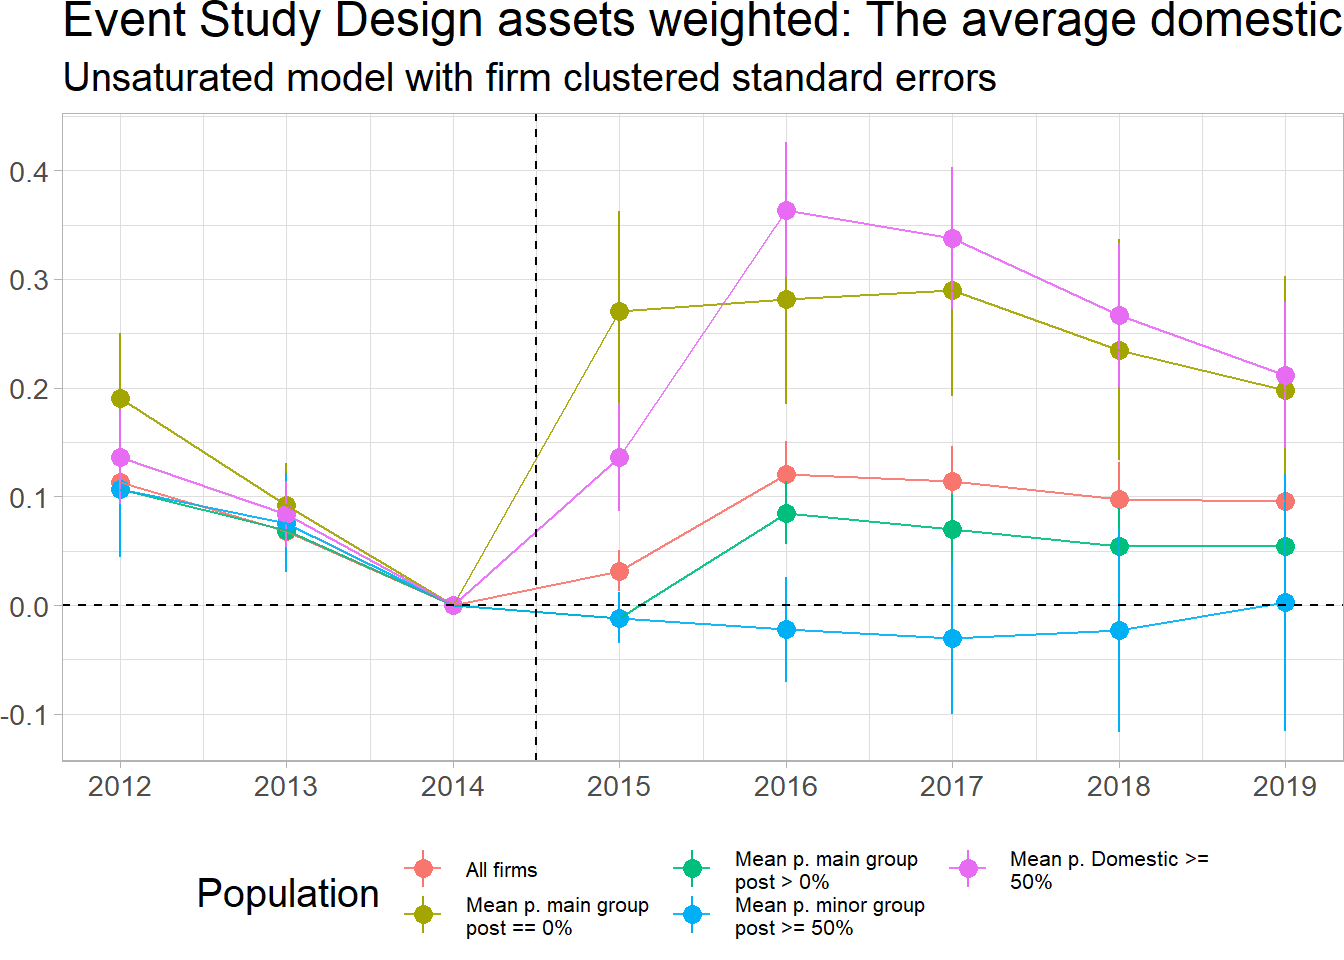 Event Study Design assets weighted: The average domestic
Unsaturated model with firm clustered standard errors
0.4
0.3
0.2
0.1
0.0
-0.1
2012 2013 2014 2015 2016 2017 2018 2019
Population
All firms
Mean p. main group
post == 0%
Mean p. main group
post > 0%
Mean p. minor group
post >= 50%
Mean p. Domestic >=
50%